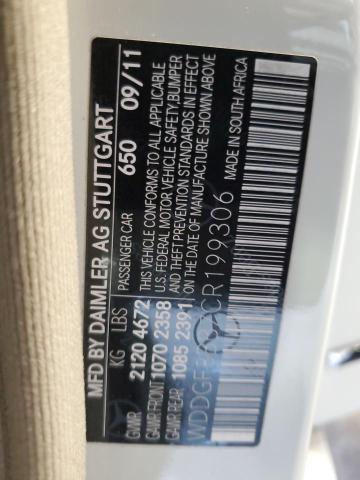 MFD BY DAIMLER AG STUTTGART
KG LBS PASSENGER CAR 650 09/11
GVWR 2120 4672 THIS VEHICLE CONFORMS TO ALL APPLICABLE
GAWR FRONT 1070 2358 U.S. FEDERAL MOTOR VEHICLE SAFETY, BUMPER
GAWR REAR 1085 2391 AND THEFT PREVENTION STANDARDS IN EFFECT
ON THE DATE OF MANUFACTURE SHOWN ABOVE
CR199306 MADE IN SOUTH AFRICA